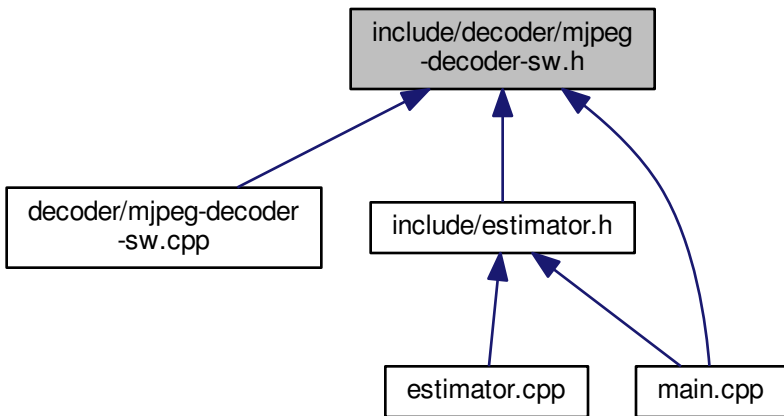 include/decoder/mjpeg
-decoder-sw.h
decoder/mjpeg-decoder
-sw.cpp
include/estimator.h
estimator.cpp
main.cpp